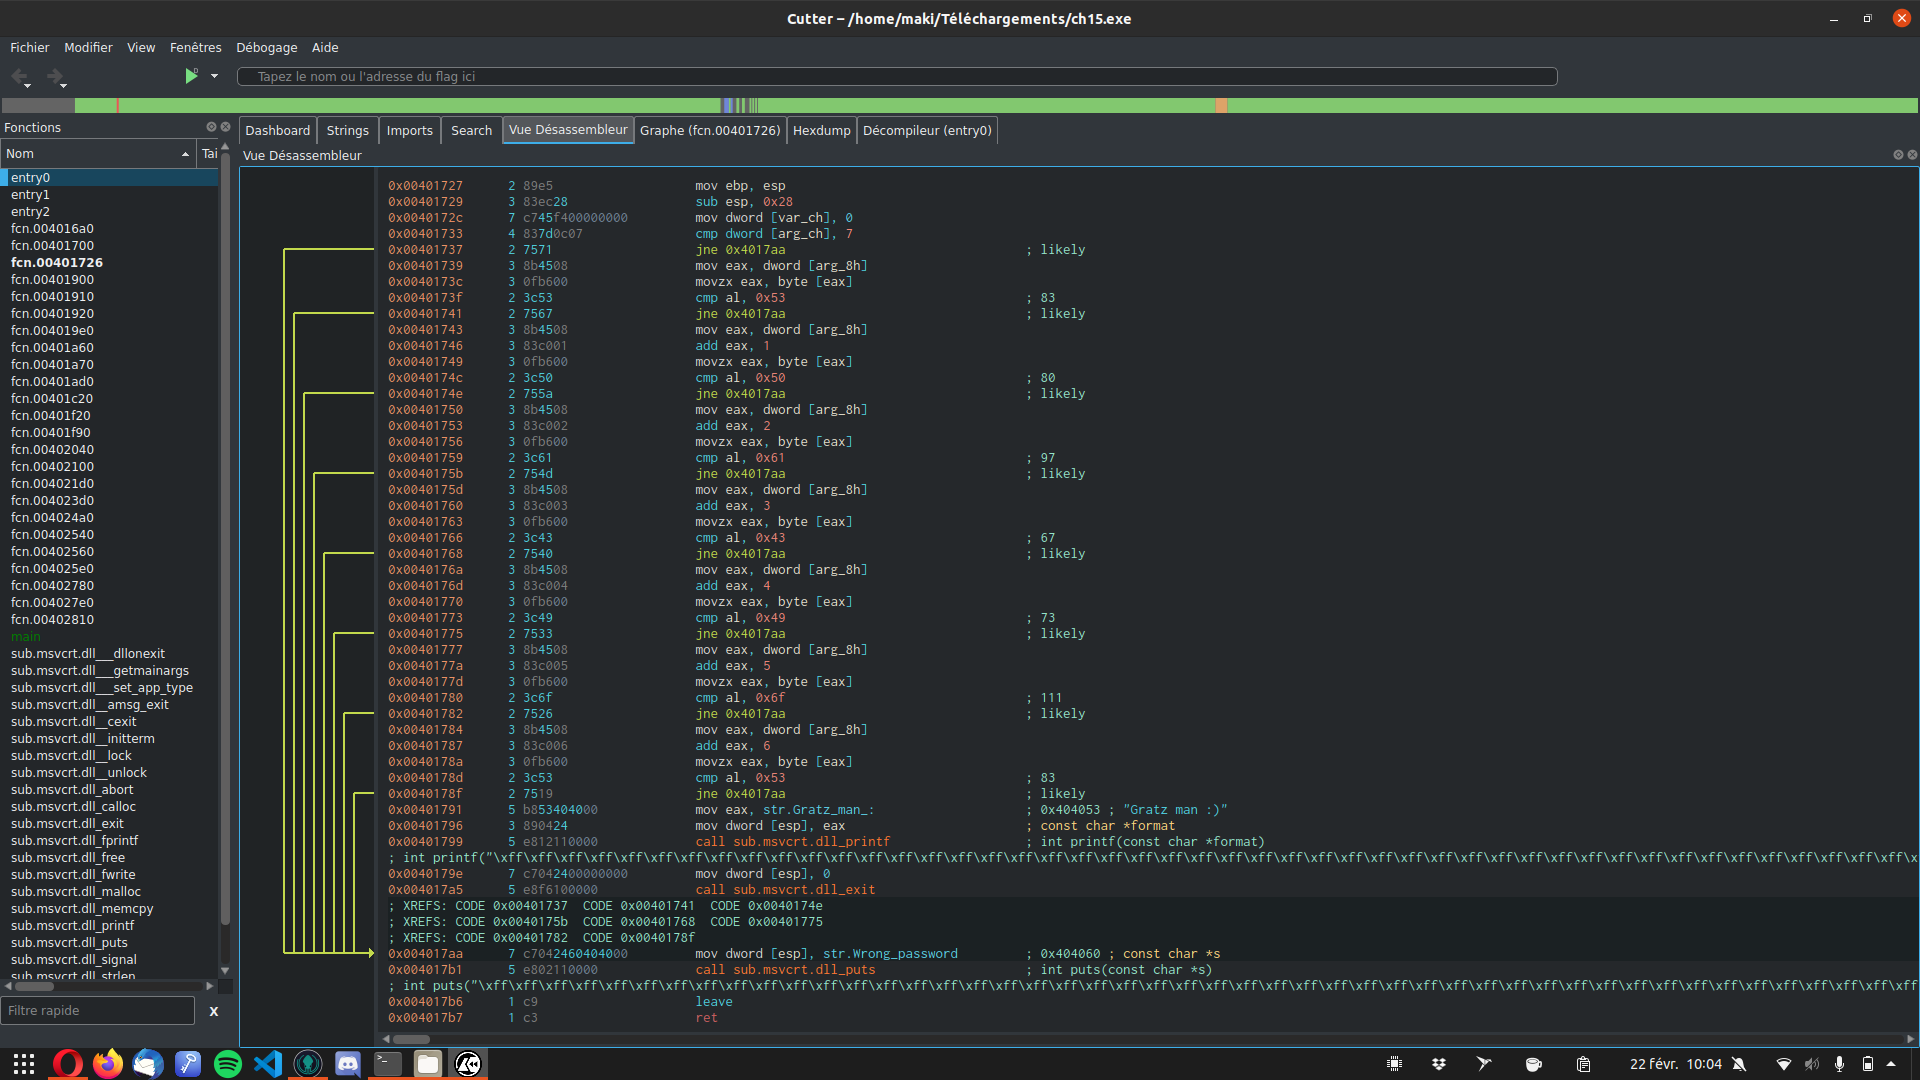 Cutter – /home/maki/Téléchargements/ch15.exe
Fichier Modifier View Fenêtres Débogage Aide
Tapez le nom ou l'adresse du flag ici
Fonctions
Nom Tai
entry0
entry1
entry2
fcn.004016a0
fcn.00401700
fcn.00401726
fcn.00401900
fcn.00401910
fcn.00401920
fcn.004019e0
fcn.00401a60
fcn.00401a70
fcn.00401ad0
fcn.00401c20
fcn.00401f20
fcn.00401f90
fcn.00402040
fcn.00402100
fcn.004021d0
fcn.004023d0
fcn.004024a0
fcn.00402540
fcn.00402560
fcn.004025e0
fcn.00402780
fcn.004027e0
fcn.00402810
main
sub.msvcrt.dll___dllonexit
sub.msvcrt.dll___getmainargs
sub.msvcrt.dll___set_app_type
sub.msvcrt.dll__amsg_exit
sub.msvcrt.dll__cexit
sub.msvcrt.dll__initterm
sub.msvcrt.dll__lock
sub.msvcrt.dll__unlock
sub.msvcrt.dll_abort
sub.msvcrt.dll_calloc
sub.msvcrt.dll_exit
sub.msvcrt.dll_fprintf
sub.msvcrt.dll_free
sub.msvcrt.dll_fwrite
sub.msvcrt.dll_malloc
sub.msvcrt.dll_memcpy
sub.msvcrt.dll_printf
sub.msvcrt.dll_puts
sub.msvcrt.dll_signal
sub.msvcrt.dll_strlen
Filtre rapide X
Dashboard Strings Imports Search Vue Désassembleur Graphe (fcn.00401726) Hexdump Décompileur (entry0)
Vue Désassembleur
0x00401727 2 89e5 mov ebp, esp
0x00401729 3 83ec28 sub esp, 0x28
0x0040172c 7 c745f400000000 mov dword [var_ch], 0
0x00401733 4 837d0c07 cmp dword [arg_ch], 7
0x00401737 2 7571 jne 0x4017aa ; likely
0x00401739 3 8b4508 mov eax, dword [arg_8h]
0x0040173c 3 0fb600 movzx eax, byte [eax]
0x0040173f 2 3c53 cmp al, 0x53 ; 83
0x00401741 2 7567 jne 0x4017aa ; likely
0x00401743 3 8b4508 mov eax, dword [arg_8h]
0x00401746 3 83c001 add eax, 1
0x00401749 3 0fb600 movzx eax, byte [eax]
0x0040174c 2 3c50 cmp al, 0x50 ; 80
0x0040174e 2 755a jne 0x4017aa ; likely
0x00401750 3 8b4508 mov eax, dword [arg_8h]
0x00401753 3 83c002 add eax, 2
0x00401756 3 0fb600 movzx eax, byte [eax]
0x00401759 2 3c61 cmp al, 0x61 ; 97
0x0040175b 2 754d jne 0x4017aa ; likely
0x0040175d 3 8b4508 mov eax, dword [arg_8h]
0x00401760 3 83c003 add eax, 3
0x00401763 3 0fb600 movzx eax, byte [eax]
0x00401766 2 3c43 cmp al, 0x43 ; 67
0x00401768 2 7540 jne 0x4017aa ; likely
0x0040176a 3 8b4508 mov eax, dword [arg_8h]
0x0040176d 3 83c004 add eax, 4
0x00401770 3 0fb600 movzx eax, byte [eax]
0x00401773 2 3c49 cmp al, 0x49 ; 73
0x00401775 2 7533 jne 0x4017aa ; likely
0x00401777 3 8b4508 mov eax, dword [arg_8h]
0x0040177a 3 83c005 add eax, 5
0x0040177d 3 0fb600 movzx eax, byte [eax]
0x00401780 2 3c6f cmp al, 0x6f ; 111
0x00401782 2 7526 jne 0x4017aa ; likely
0x00401784 3 8b4508 mov eax, dword [arg_8h]
0x00401787 3 83c006 add eax, 6
0x0040178a 3 0fb600 movzx eax, byte [eax]
0x0040178d 2 3c53 cmp al, 0x53 ; 83
0x0040178f 2 7519 jne 0x4017aa ; likely
0x00401791 5 b853404000 mov eax, str.Gratz_man_: ; 0x404053 ; "Gratz man :)"
0x00401796 3 890424 mov dword [esp], eax ; const char *format
0x00401799 5 e812110000 call sub.msvcrt.dll_printf ; int printf(const char *format)
; int printf("\xff\xff\xff\xff\xff\xff\xff\xff\xff\xff\xff\xff\xff\xff\xff\xff\xff\xff\xff\xff\xff\xff\xff\xff\xff\xff\xff\xff\xff\xff\xff\xff\xff\xff\xff\xff\xff\xff\xff\xff\xff\xff\xff\xff\xff\xff\xff\x
0x0040179e 7 c7042400000000 mov dword [esp], 0
0x004017a5 5 e8f6100000 call sub.msvcrt.dll_exit
; XREFS: CODE 0x00401737 CODE 0x00401741 CODE 0x0040174e
; XREFS: CODE 0x0040175b CODE 0x00401768 CODE 0x00401775
; XREFS: CODE 0x00401782 CODE 0x0040178f
0x004017aa 7 c7042460404000 mov dword [esp], str.Wrong_password ; 0x404060 ; const char *s
0x004017b1 5 e802110000 call sub.msvcrt.dll_puts ; int puts(const char *s)
; int puts("\xff\xff\xff\xff\xff\xff\xff\xff\xff\xff\xff\xff\xff\xff\xff\xff\xff\xff\xff\xff\xff\xff\xff\xff\xff\xff\xff\xff\xff\xff\xff\xff\xff\xff\xff\xff\xff\xff\xff\xff\xff\xff\xff\xff\xff\xff\xff\xff
0x004017b6 1 c9 leave
0x004017b7 1 c3 ret
22 févr. 10:04